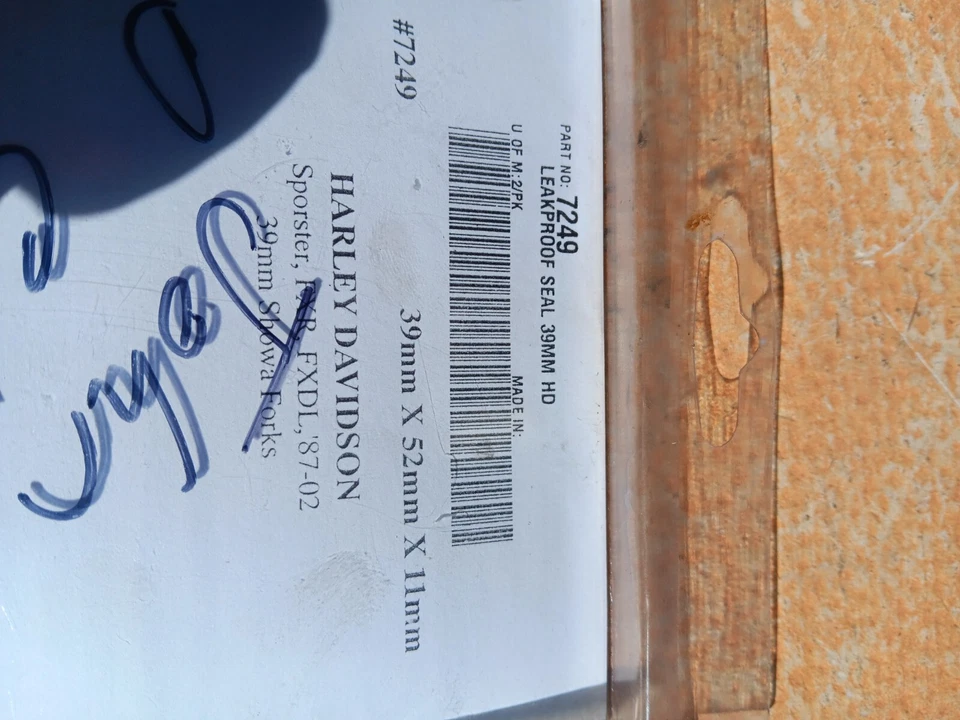 PART NO: 7249
LEAKPROOF SEAL 39MM HD
U OF M:2/PK MADE IN:
#7249 39mm X 52mm X 11mm
HARLEY DAVIDSON
Sporster, FXR, FXDL,'87-02
39mm Showa Forks